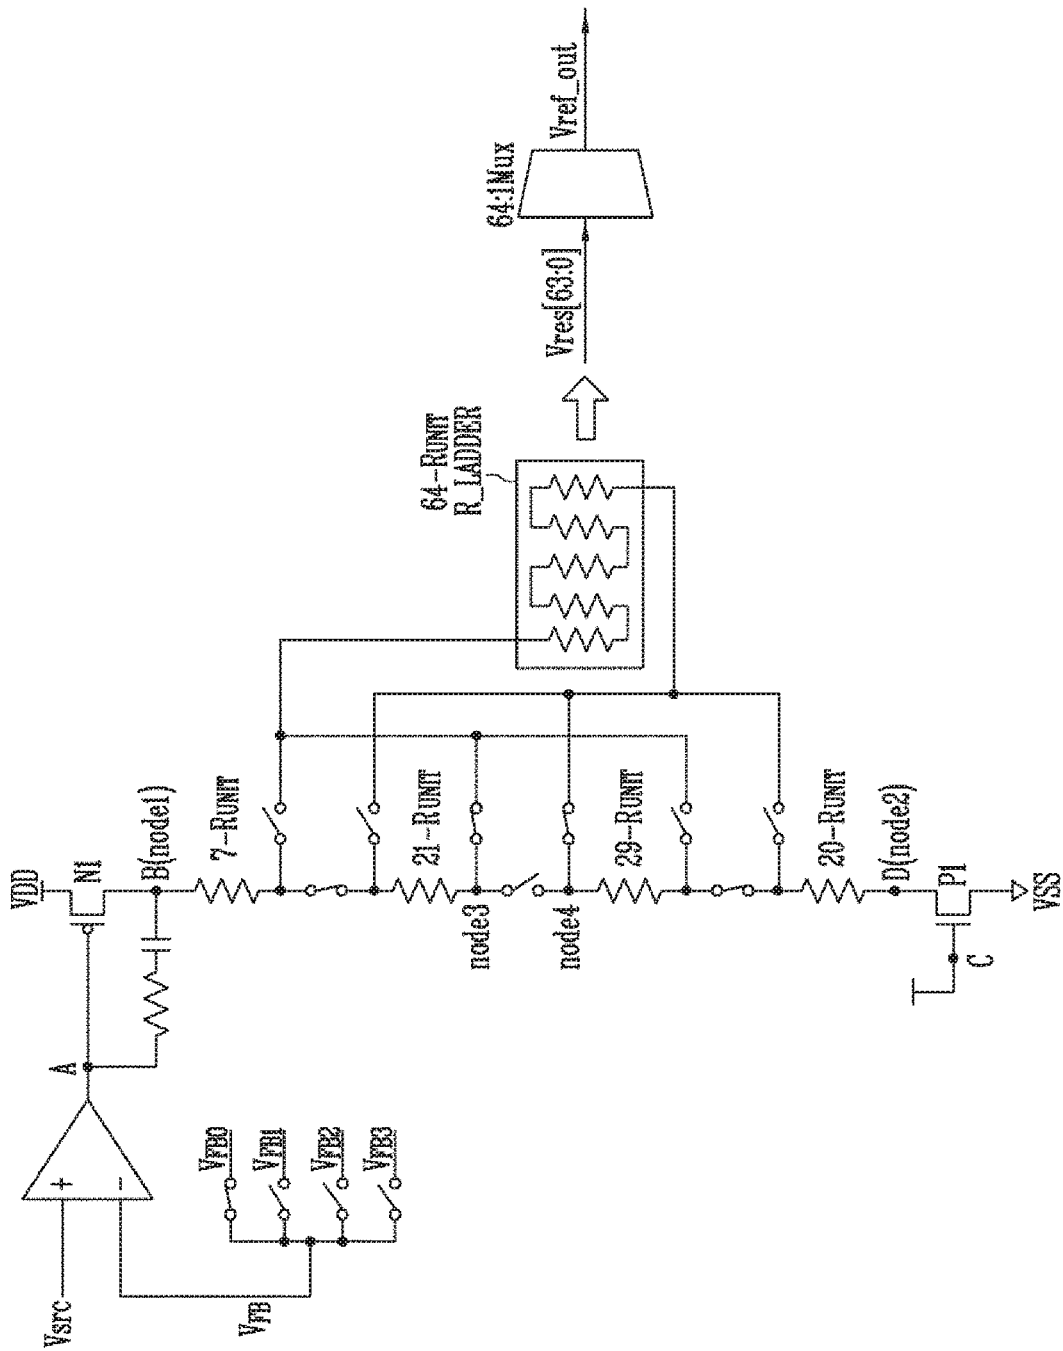 Vsrc
VFB
+
−
VFB0
VFB1
VFB2
VFB3
A
VDD
N1
B(node1)
7-RUNIT
21-RUNIT
node3
node4
29-RUNIT
20-RUNIT
D(node2)
P1
C
VSS
64-RUNIT
R_LADDER
Vres[63:0]
64:1Mux
Vref_out